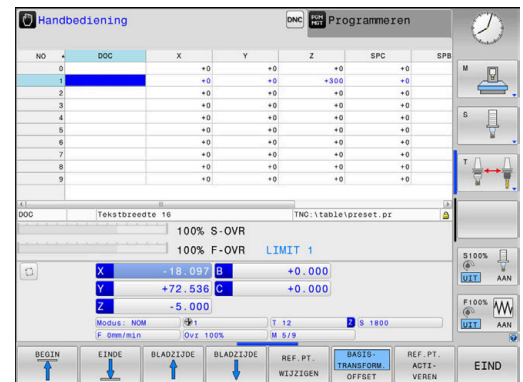 Handbediening DNC PGM MGT Programmeren
NO DOC X Y Z SPC SPB
0 +0 +0 +0 +0
1 +0 +0 +300 +0
2 +0 +0 +0 +0
3 +0 +0 +0 +0
4 +0 +0 +0 +0
5 +0 +0 +0 +0
6 +0 +0 +0 +0
7 +0 +0 +0 +0
8 +0 +0 +0 +0
9 +0 +0 +0 +0
DOC Tekstbreedte 16 TNC:\table\preset.pr
100% S-OVR
100% F-OVR LIMIT 1
X -18.097 B +0.000
Y +72.536 C +0.000
Z -5.000
Modus: NOM 1 T 12 Z S 1800
F 0mm/min Ovr 100% M 5/9
M
S
T
S100%
UIT AAN
F100%
UIT AAN
BEGIN
EINDE
BLADZIJDE
BLADZIJDE
REF.PT.
WIJZIGEN
BASIS-
TRANSFORM.
OFFSET
REF.PT.
ACTI-
VEREN
EIND